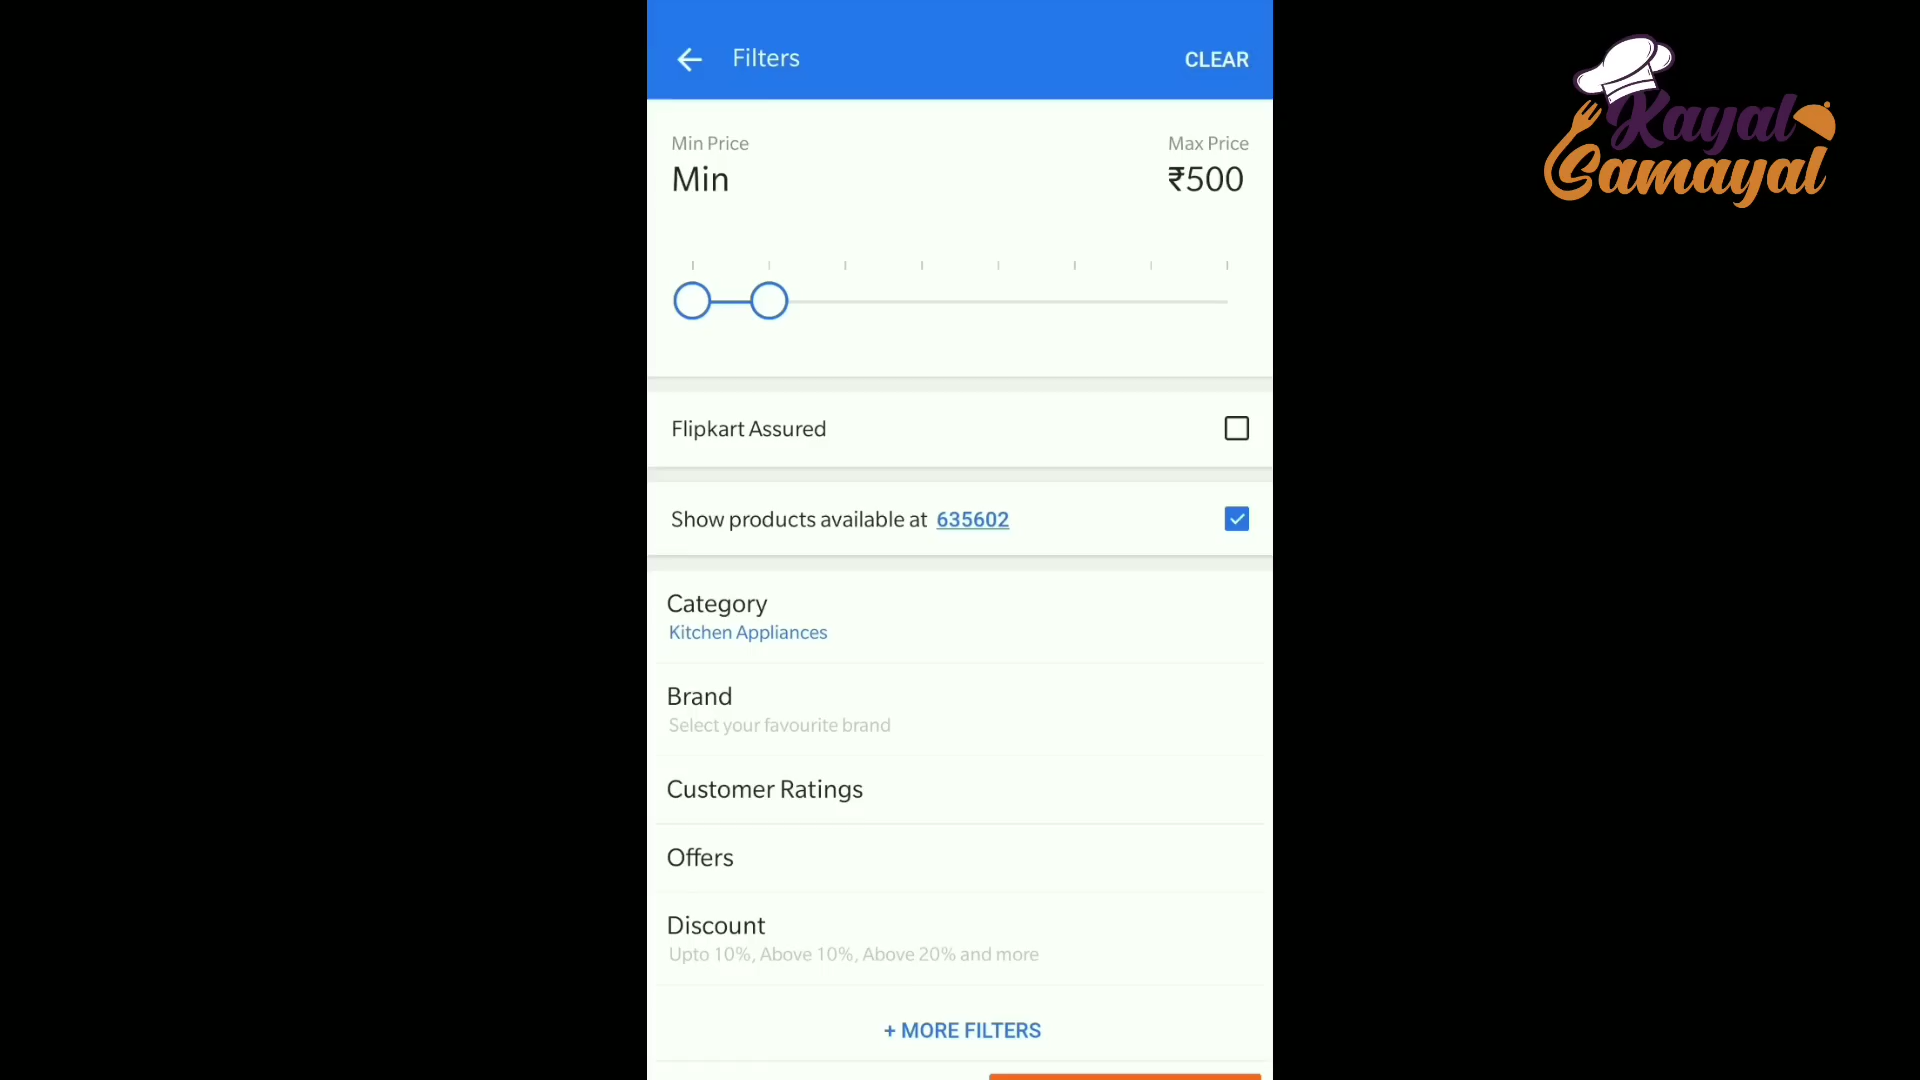 Filters
CLEAR
Min Price
Max Price
Min
₹500
Flipkart Assured
Show products available at 635602
Category
Kitchen Appliances
Brand
Select your favourite brand
Customer Ratings
Offers
Discount
Upto 10%, Above 10%, Above 20% and more
+ MORE FILTERS
Kayal
Samayal